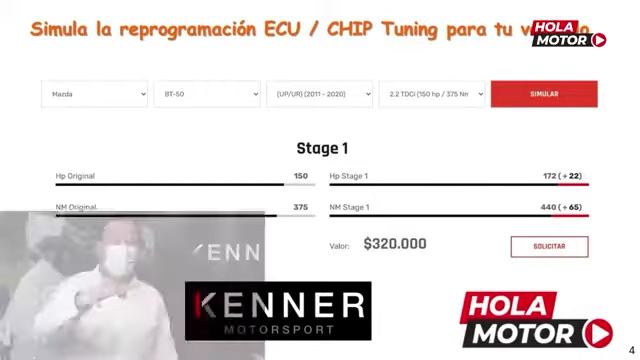 Simula la reprogramación ECU / CHIP Tuning para tu
HOLA
MOTOR
Mazda
BT-50
(UP/UR) (2011 - 2020)
2.2 TDCi (150 hp / 375 Nm
SIMULAR
Stage 1
Hp Original 150
Hp Stage 1 172 (+22)
NM Original 375
NM Stage 1 440 (+65)
Valor: $320.000
SOLICITAR
KENNER
KENNER
MOTORSPORT
HOLA
MOTOR
4